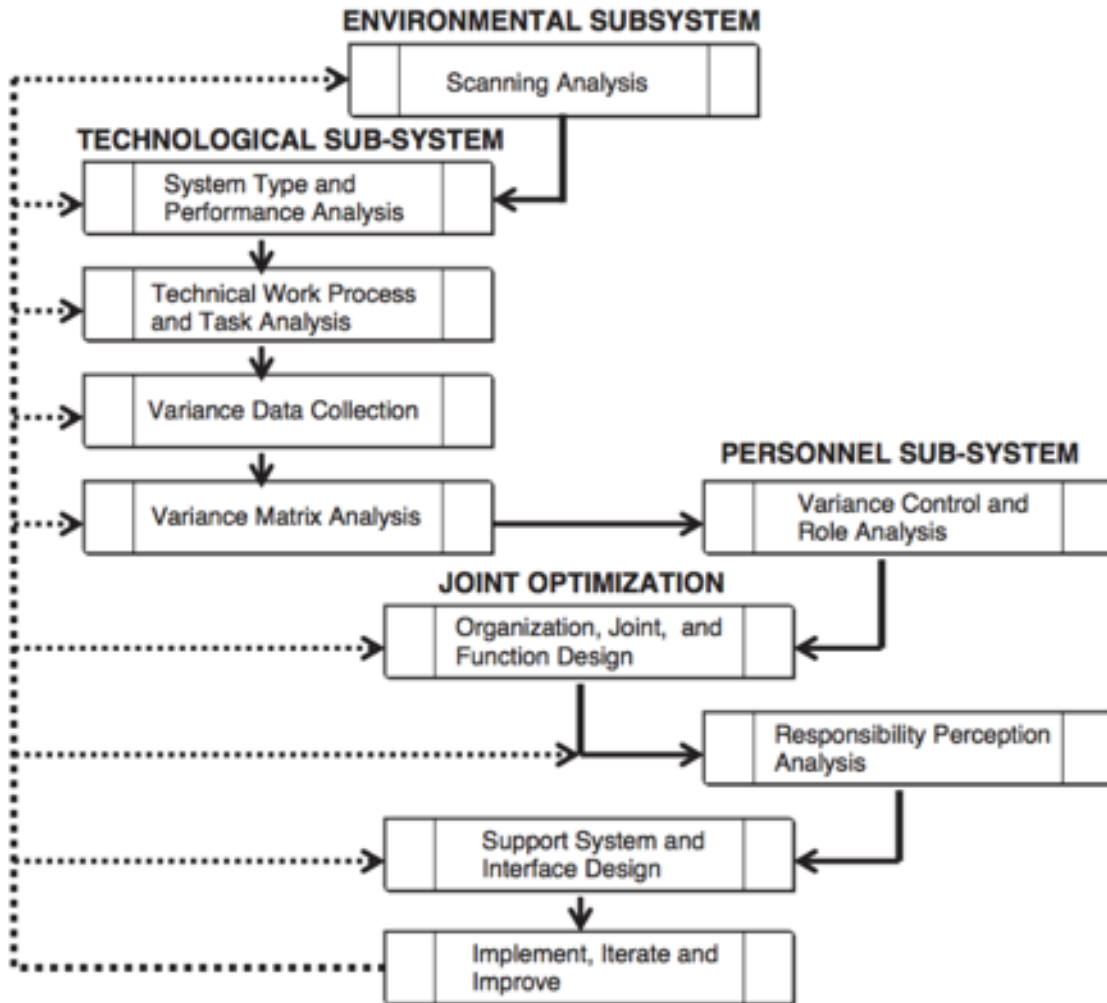 ENVIRONMENTAL SUBSYSTEM
Scanning Analysis
TECHNOLOGICAL SUB-SYSTEM
System Type and
Performance Analysis
Technical Work Process
and Task Analysis
Variance Data Collection
Variance Matrix Analysis
PERSONNEL SUB-SYSTEM
Variance Control and
Role Analysis
JOINT OPTIMIZATION
Organization, Joint, and
Function Design
Responsibility Perception
Analysis
Support System and
Interface Design
Implement, Iterate and
Improve